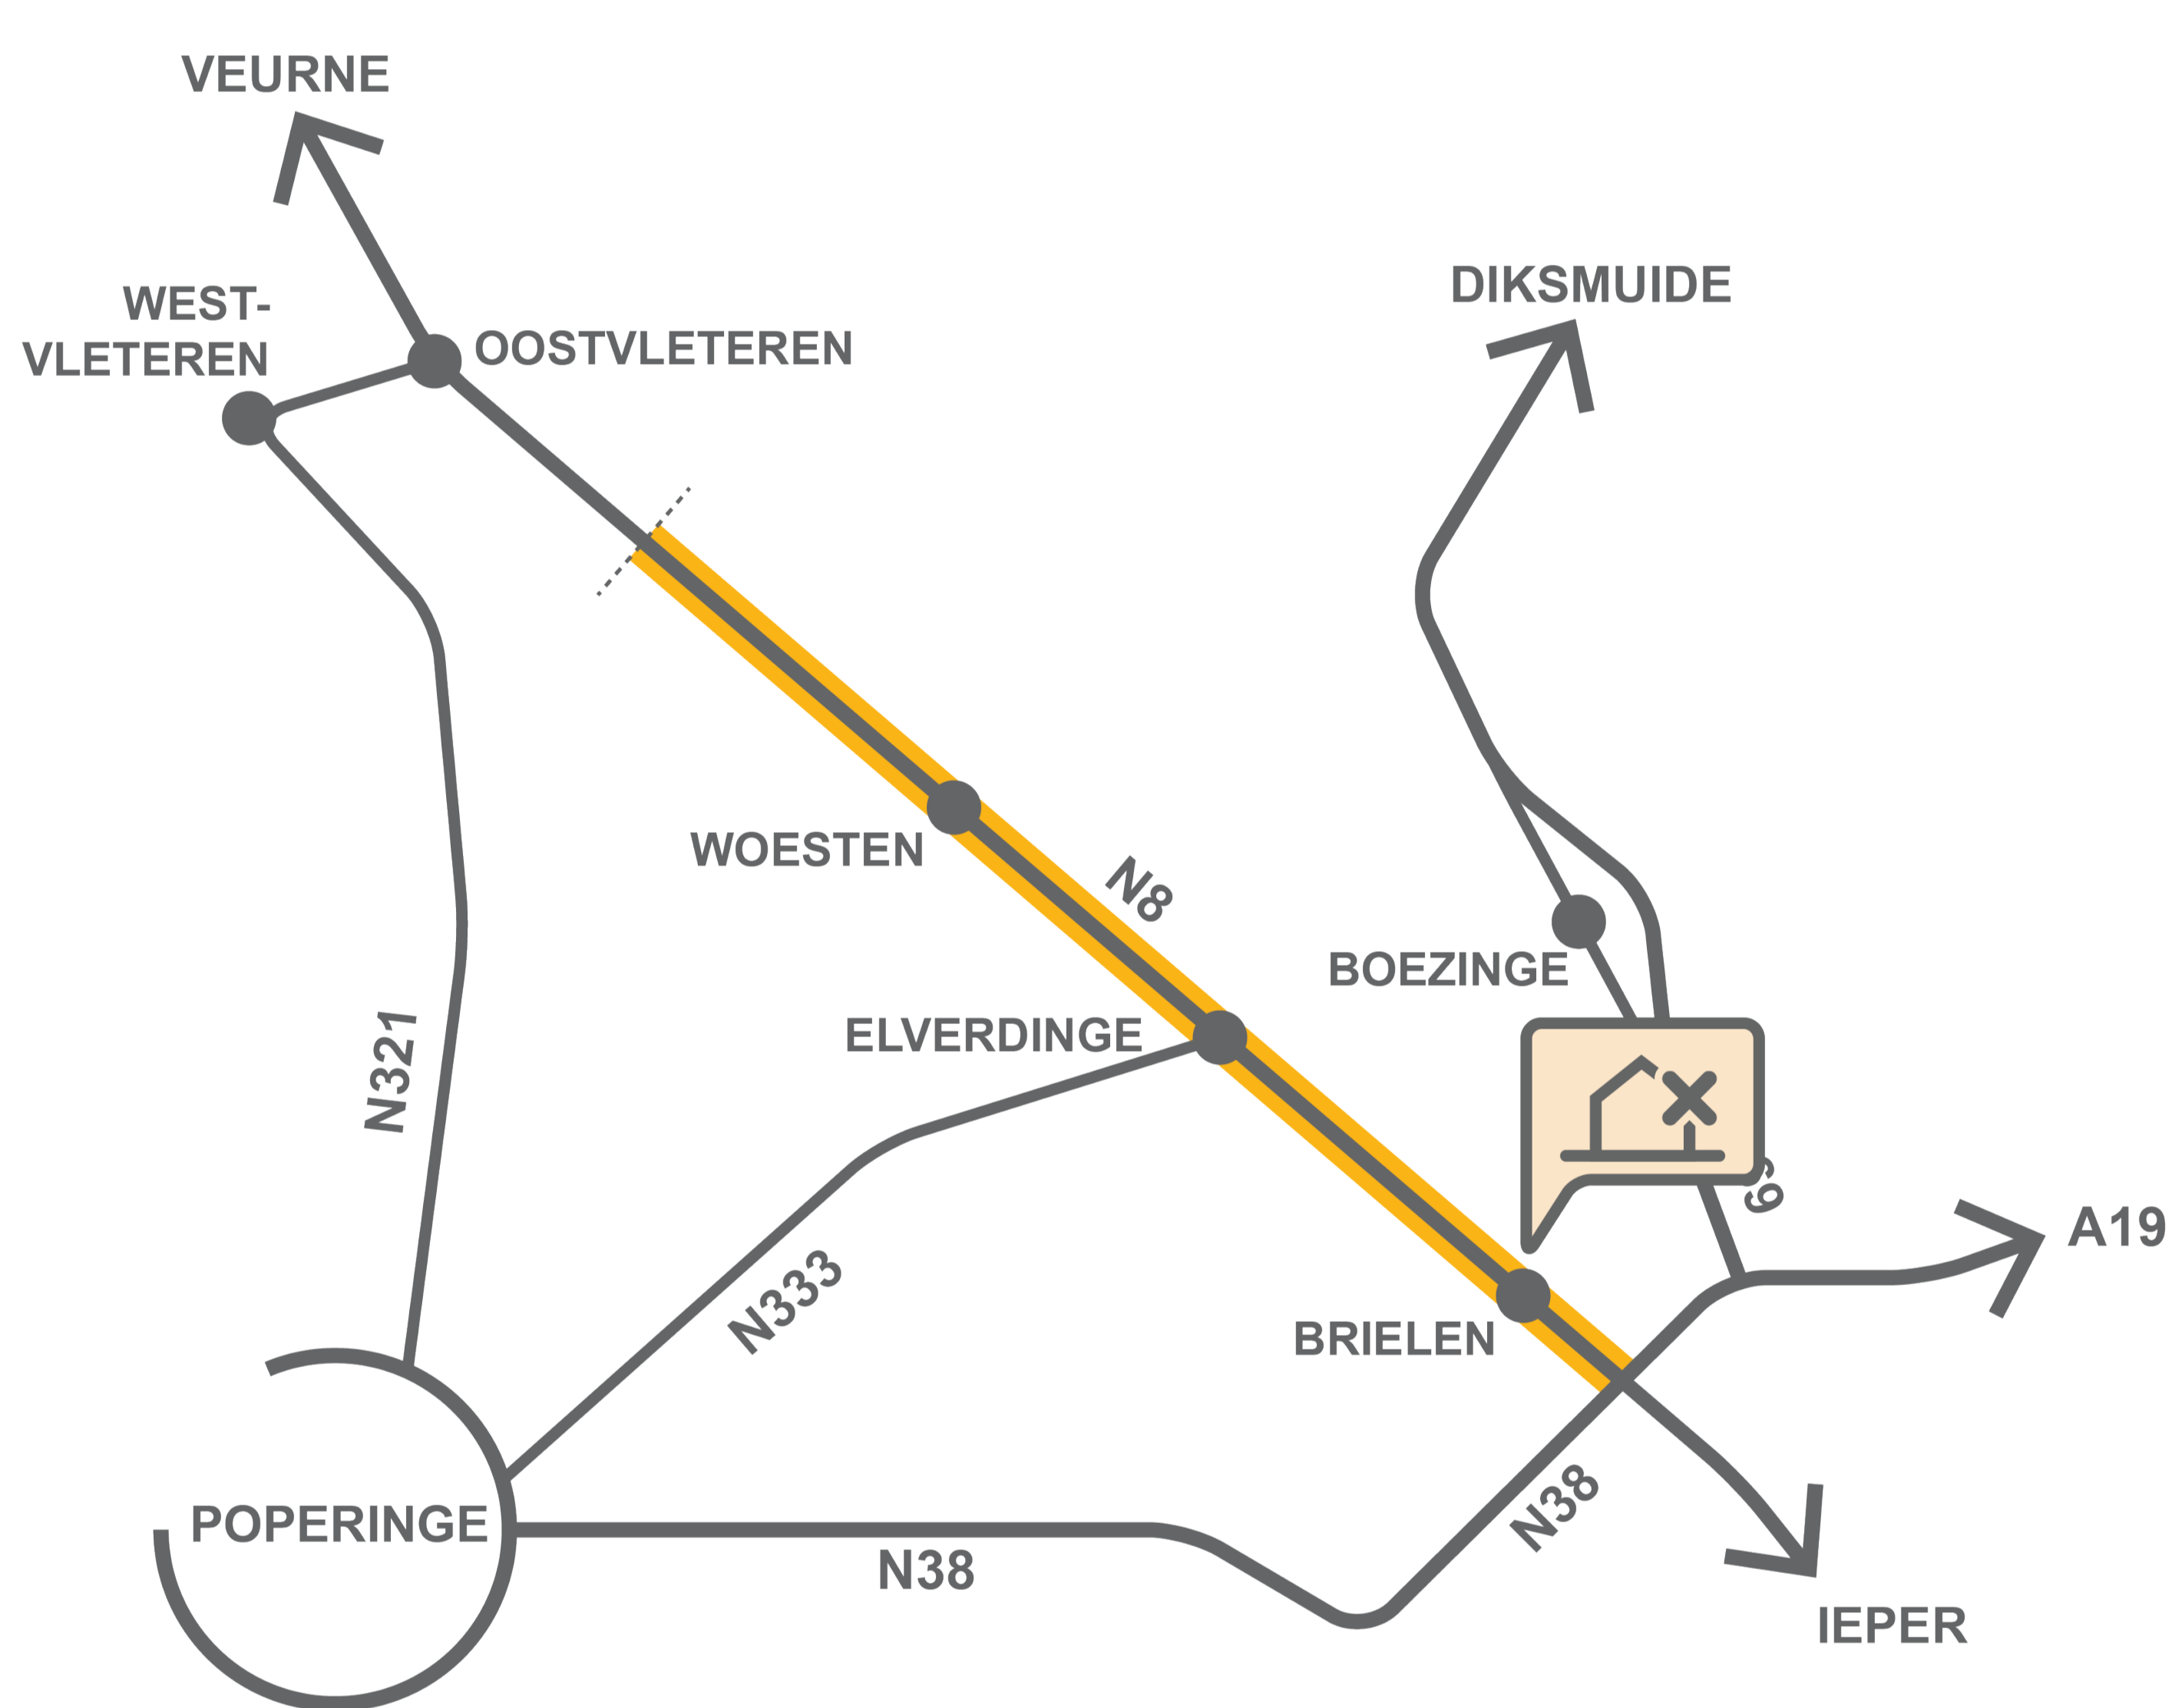 VEURNE
WEST-
VLETEREN
OOSTVLETEREN
DIKSMUIDE
WOESTEN
N8
BOEZINGE
ELVERDINGE
N321
A19
N333
BRIELEN
POPERINGE
N38
N38
IEPER